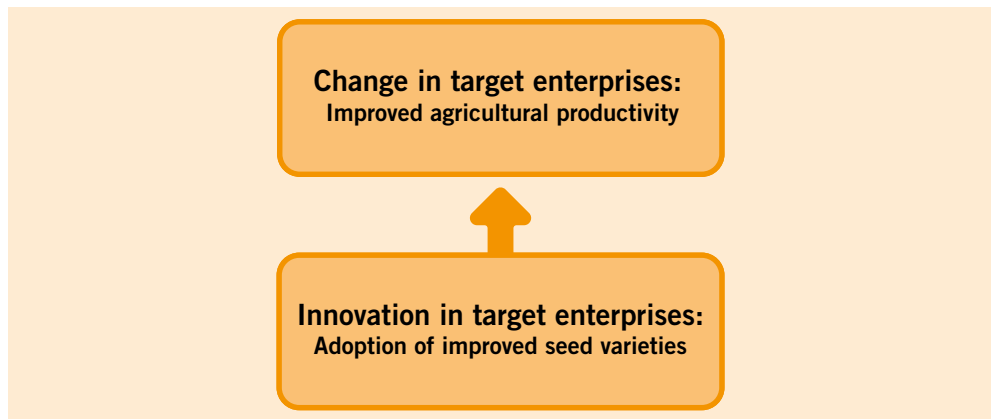 Change in target enterprises:
Improved agricultural productivity
Innovation in target enterprises:
Adoption of improved seed varieties